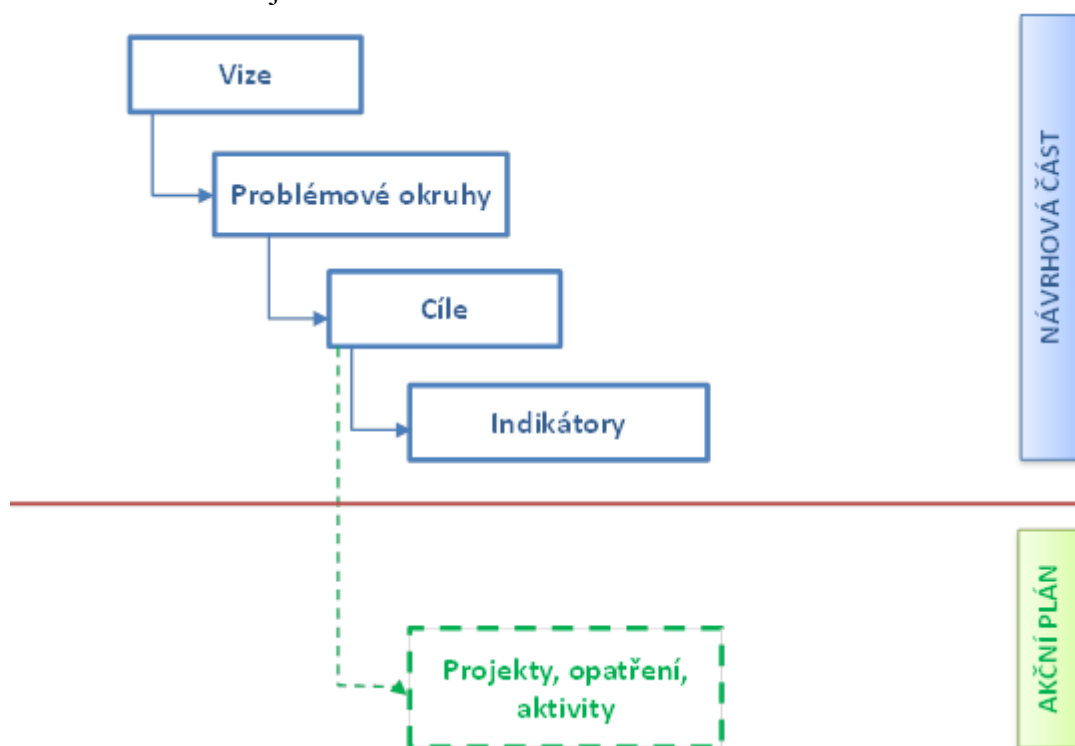 j
Vize
Problémové okruhy
Cíle
Indikátory
NÁVRHOVÁ ČÁST
Projekty, opatření,
aktivity
AKČNÍ PLÁN